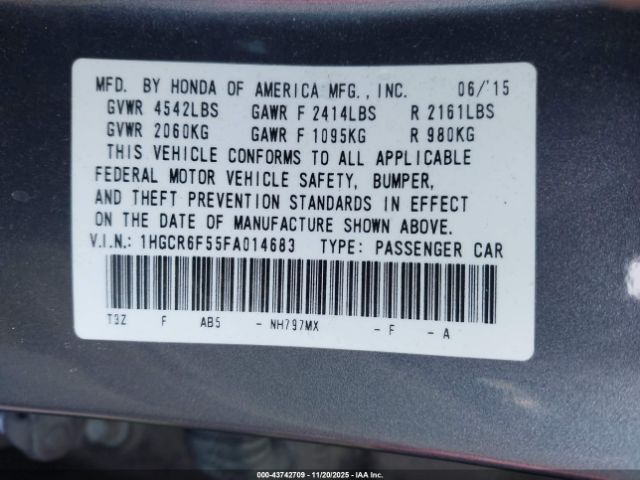 MFD. BY HONDA OF AMERICA MFG., INC. 06/'15
GVWR 4542LBS GAWR F 2414LBS R 2161LBS
GVWR 2060KG GAWR F 1095KG R 980KG
THIS VEHICLE CONFORMS TO ALL APPLICABLE
FEDERAL MOTOR VEHICLE SAFETY, BUMPER,
AND THEFT PREVENTION STANDARDS IN EFFECT
ON THE DATE OF MANUFACTURE SHOWN ABOVE.
V.I.N.: 1HGCR6F55FA014683 TYPE: PASSENGER CAR
T3Z F AB5 - NH797MX - F - A
000-43742709 - 11/20/2025 - IAA Inc.